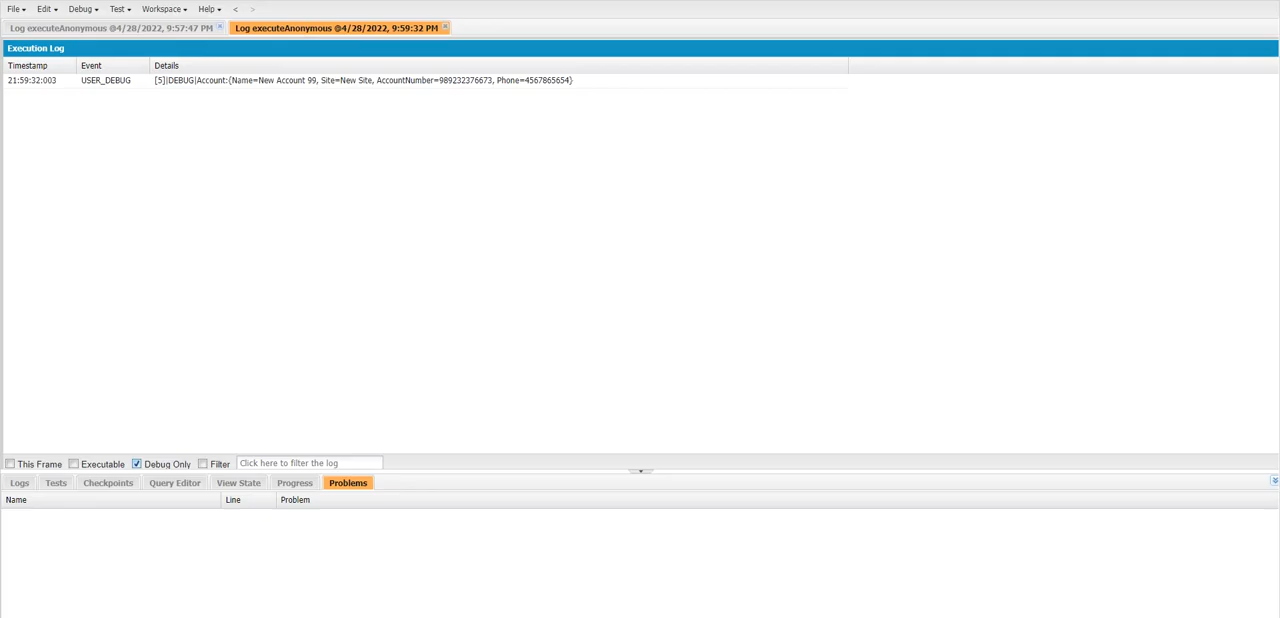 File Edit Debug Test Workspace Help < >
Log executeAnonymous @4/28/2022, 9:57:47 PM Log executeAnonymous @4/28/2022, 9:59:32 PM
Execution Log
Timestamp Event Details
21:59:32:003 USER_DEBUG [5]|DEBUG|Account:{Name=New Account 99, Site=New Site, AccountNumber=989232376673, Phone=4567865654}
This Frame Executable Debug Only Filter Click here to filter the log
Logs Tests Checkpoints Query Editor View State Progress Problems
Name Line Problem